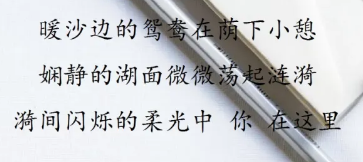 暖沙边的鸳鸯在荫下小憩
娴静的湖面微微荡起涟漪
漪间闪烁的柔光中 你 在这里